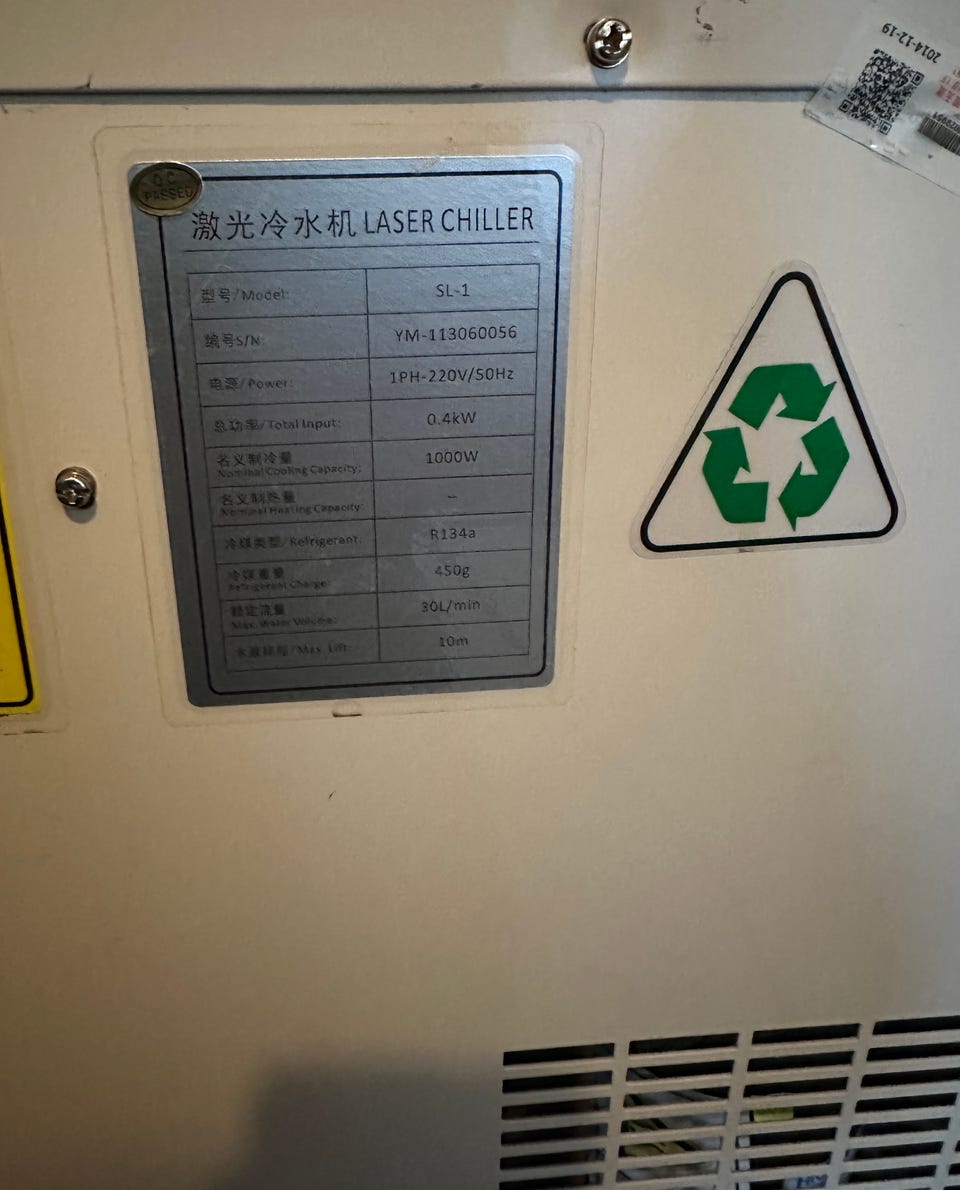 2014-12-19
Q.C.
PASSED
激光冷水机 LASER CHILLER
型号/Model: SL-1
编号S/N: YM-113060056
电源/Power: 1PH-220V/50Hz
总功率/Total Input: 0.4kW
名义制冷量 1000W
Nominal Cooling Capacity:
名义制热量 –
Nominal Heating Capacity:
冷媒类型/Refrigerant: R134a
冷媒重量 450g
Refrigerant Charge:
额定流量 30L/min
Max. Water Volume:
水泵扬程/Max. Lift: 10m